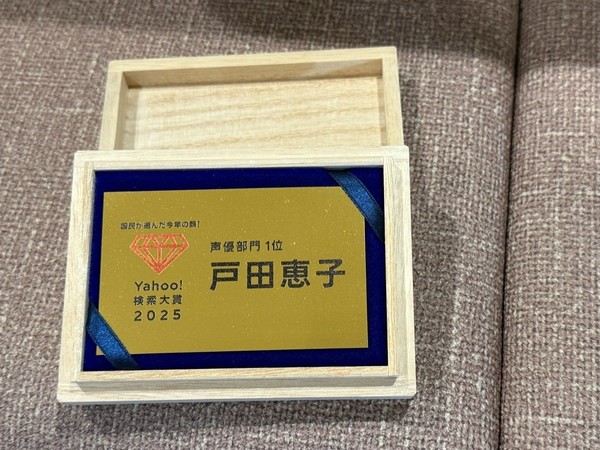 国民が選んだ今年の顔!
Yahoo!
検索大賞
2025
声優部門 1位
戸田恵子